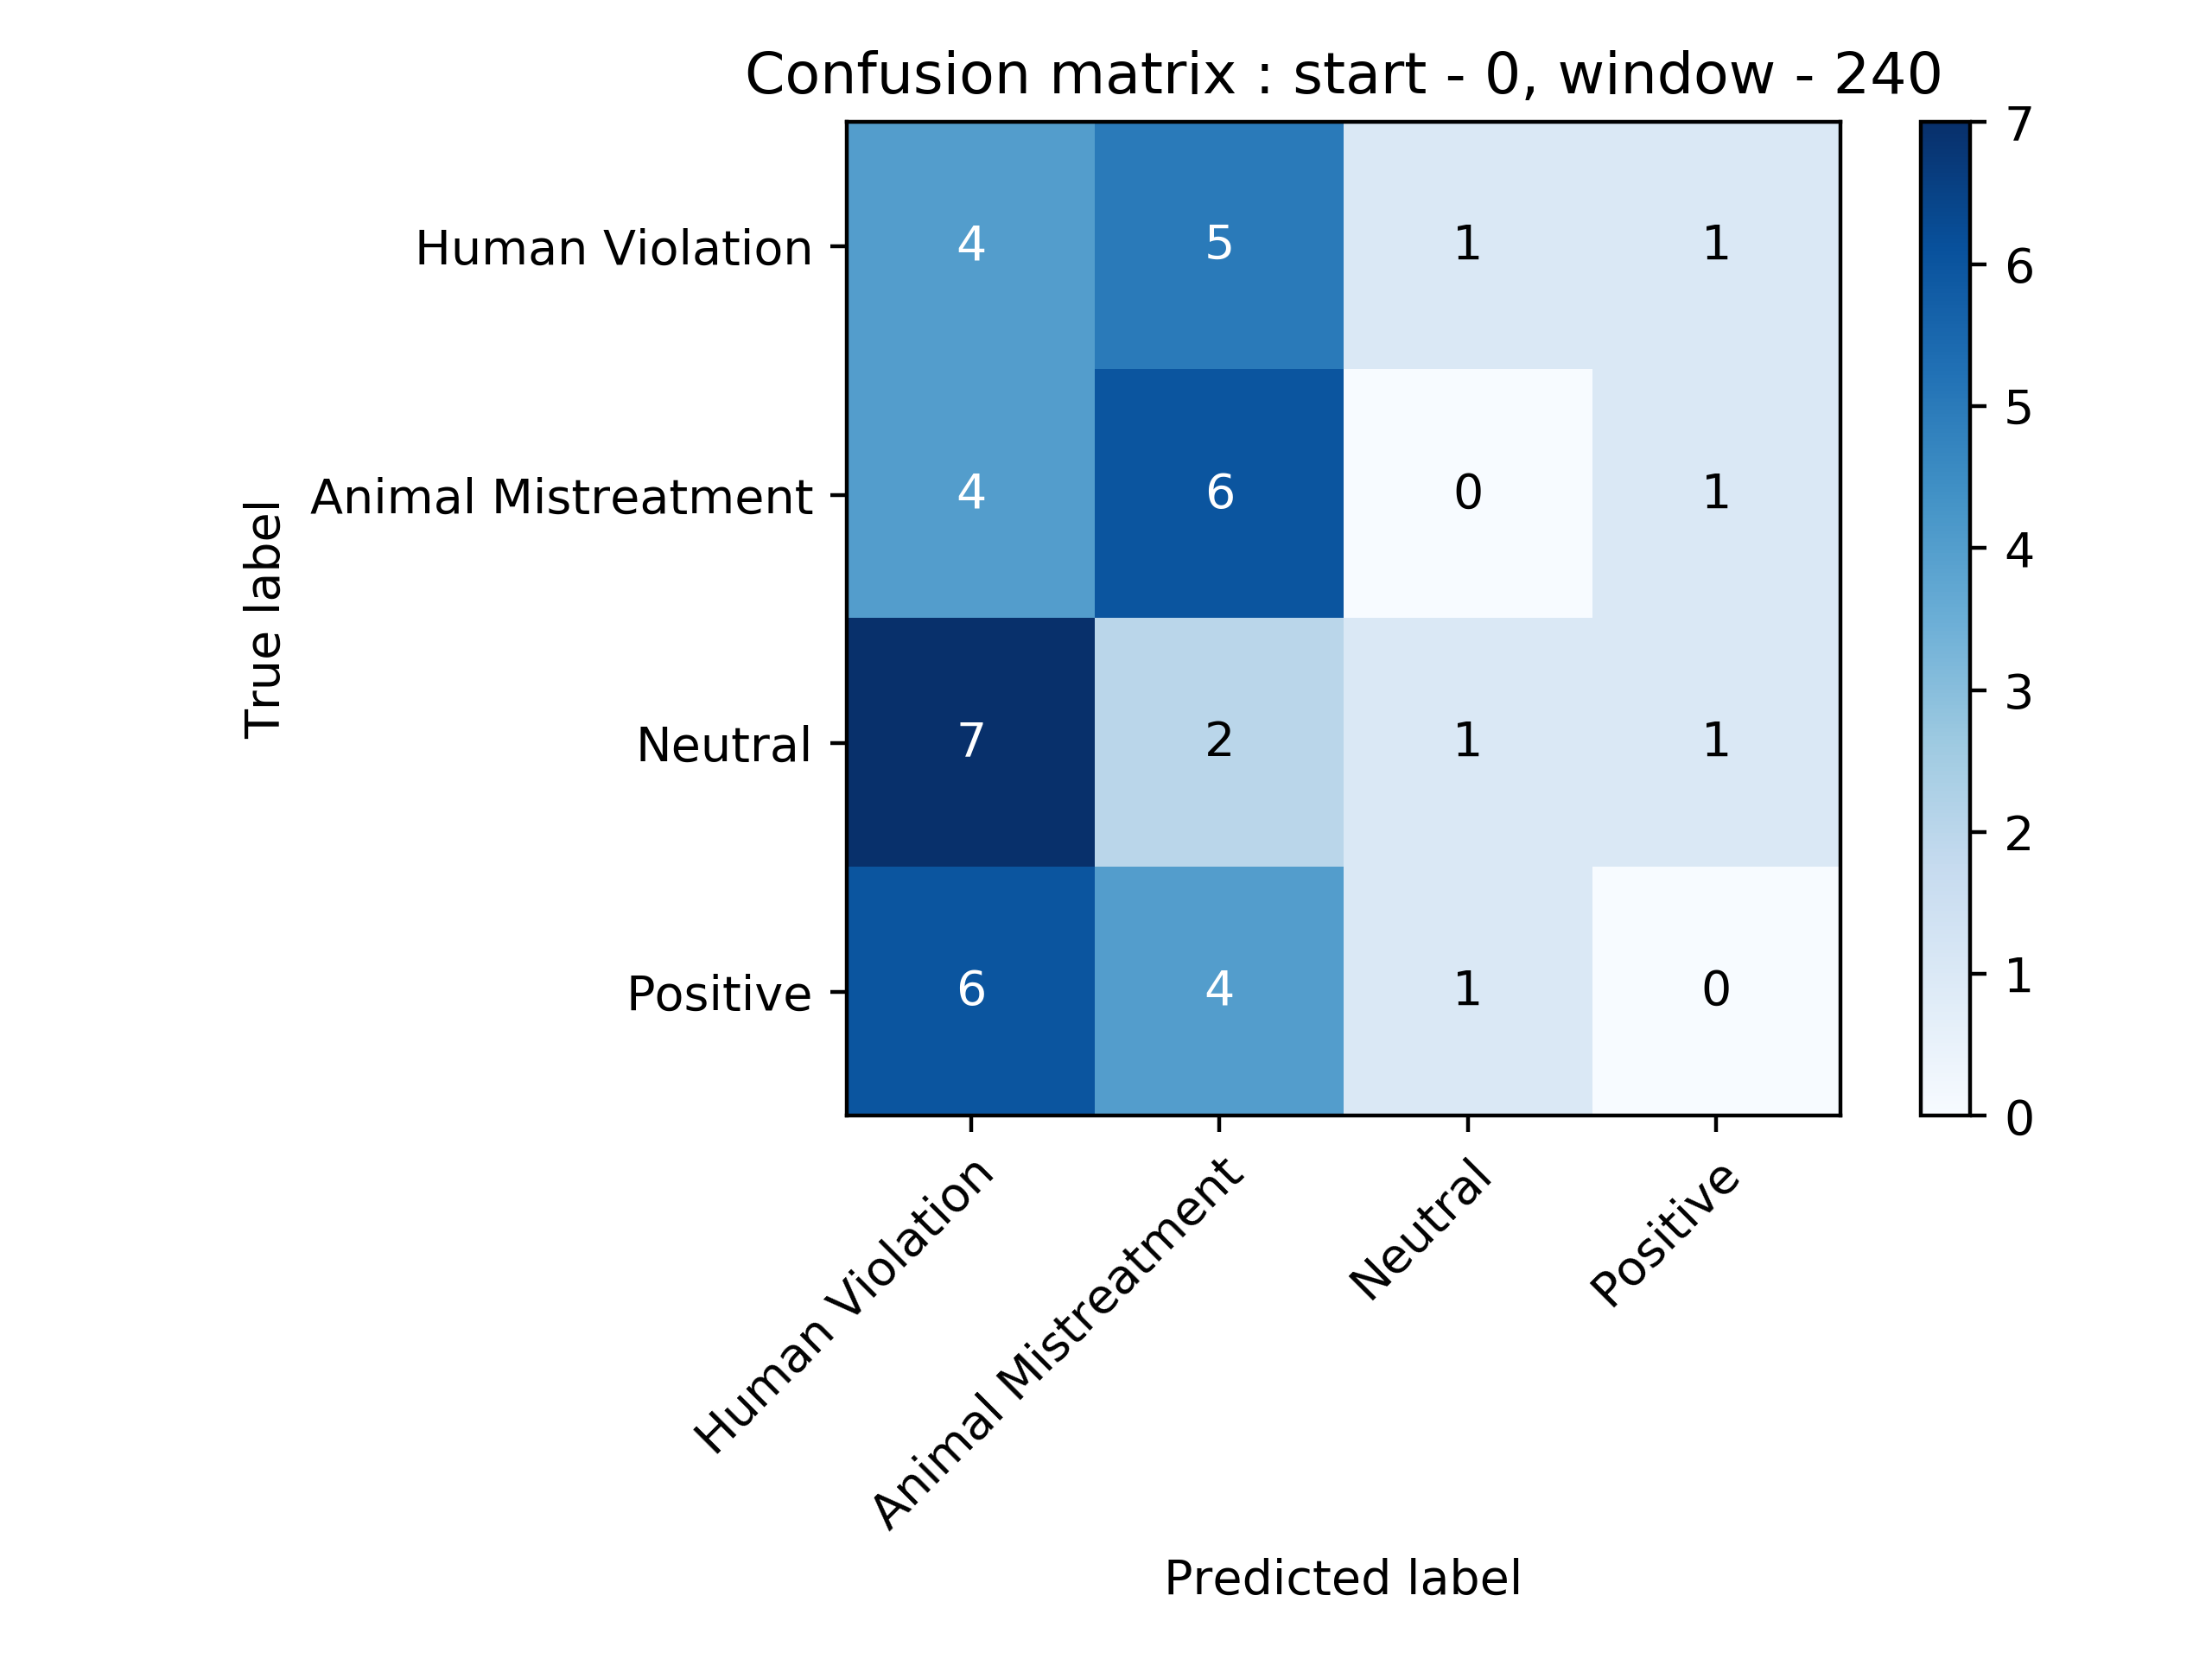 Confusion matrix : start - 0, window - 240
True label
Human Violation 4 5 1 1
Animal Mistreatment 4 6 0 1
Neutral 7 2 1 1
Positive 6 4 1 0
7
6
5
4
3
2
1
0
Human Violation
Animal Mistreatment
Neutral
Positive
Predicted label